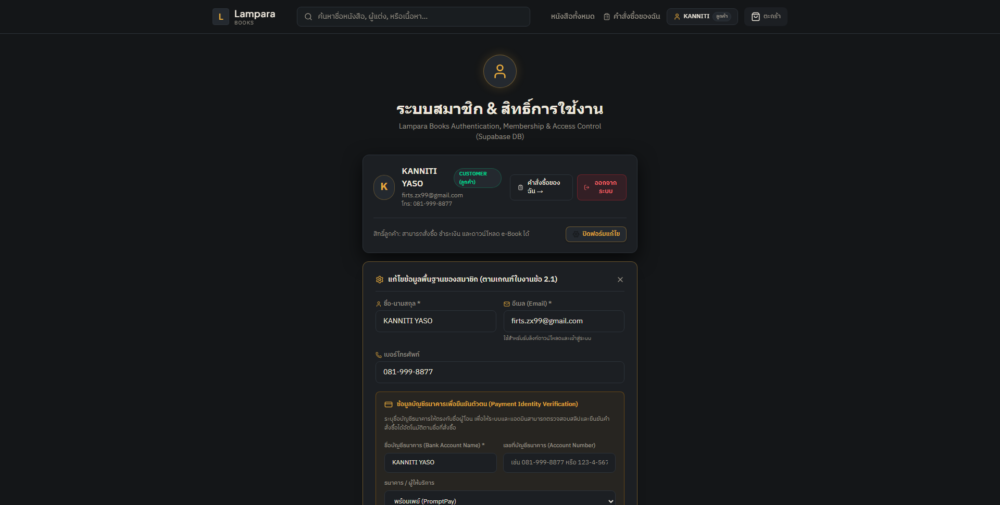 L
Lampara
BOOKS
ค้นหาชื่อหนังสือ, ผู้แต่ง, หรือเนื้อหา...
หนังสือทั้งหมด
คำสั่งซื้อของฉัน
KANNITI ลูกค้า
ตะกร้า
ระบบสมาชิก & สิทธิ์การใช้งาน
Lampara Books Authentication, Membership & Access Control
(Supabase DB)
K
KANNITI
YASO
CUSTOMER
(ลูกค้า)
firts.zx99@gmail.com
โทร: 081-999-8877
คำสั่งซื้อของ
ฉัน →
ออกจาก
ระบบ
สิทธิ์ลูกค้า: สามารถสั่งซื้อ ชำระเงิน และดาวน์โหลด e-Book ได้
ปิดฟอร์มแก้ไข
แก้ไขข้อมูลพื้นฐานของสมาชิก (ตามเกณฑ์ใบงานข้อ 2.1)
ชื่อ-นามสกุล *
KANNITI YASO
อีเมล (Email) *
firts.zx99@gmail.com
ใช้สำหรับรับลิงก์ดาวน์โหลดและเข้าสู่ระบบ
เบอร์โทรศัพท์
081-999-8877
ข้อมูลบัญชีธนาคารเพื่อยืนยันตัวตน (Payment Identity Verification)
ระบุชื่อบัญชีธนาคารให้ตรงกับชื่อผู้โอน เพื่อให้ระบบและแอดมินสามารถตรวจสอบสลิปและยืนยันคำ
สั่งซื้อได้อัตโนมัติตามชื่อที่สั่งซื้อ
ชื่อบัญชีธนาคาร (Bank Account Name) *
KANNITI YASO
เลขที่บัญชีธนาคาร (Account Number)
เช่น 081-999-8877 หรือ 123-4-567
ธนาคาร / ผู้ให้บริการ
พร้อมเพย์ (PromptPay)